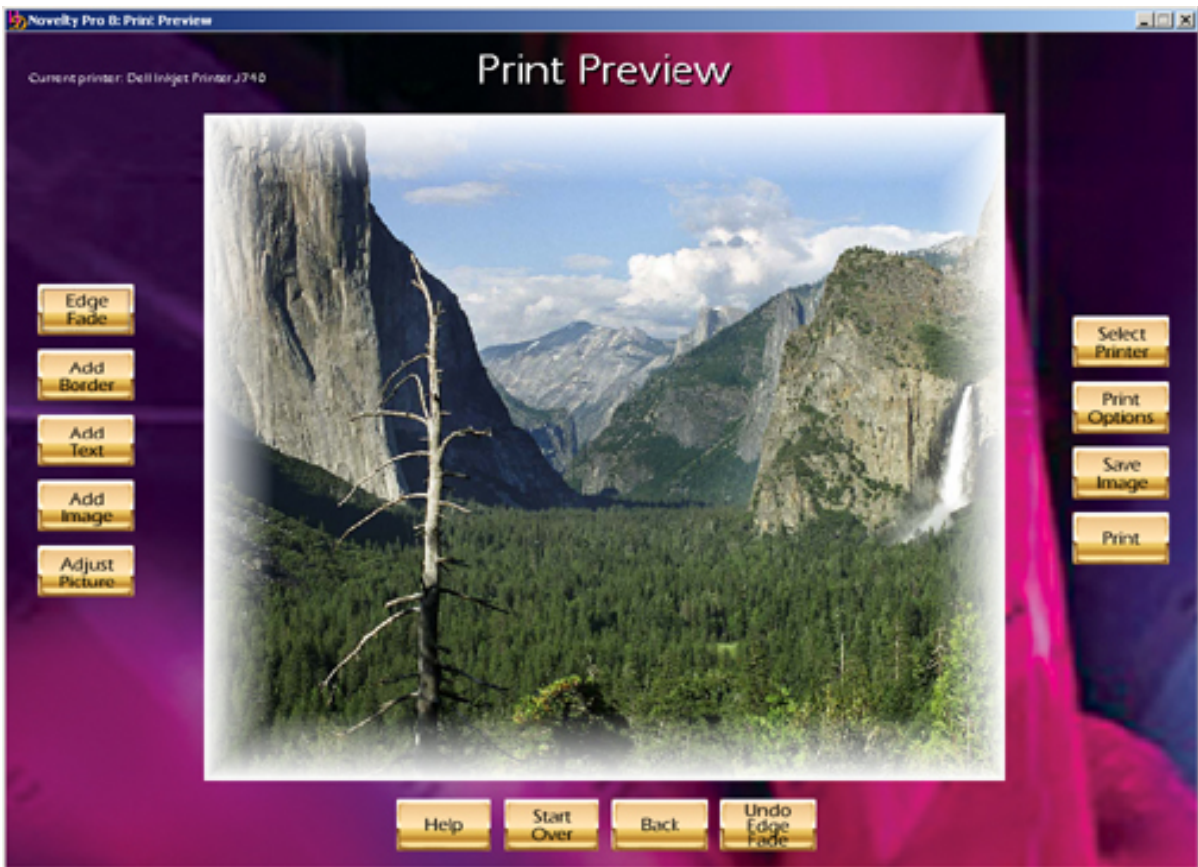 Novelty Pro 8: Print Preview
Current printer: Dell Inkjet Printer J740
Print Preview
Edge
Fade
Add
Border
Add
Text
Add
Image
Adjust
Picture
Select
Printer
Print
Options
Save
Image
Print
Help
Start
Over
Back
Undo
Edge
Fade